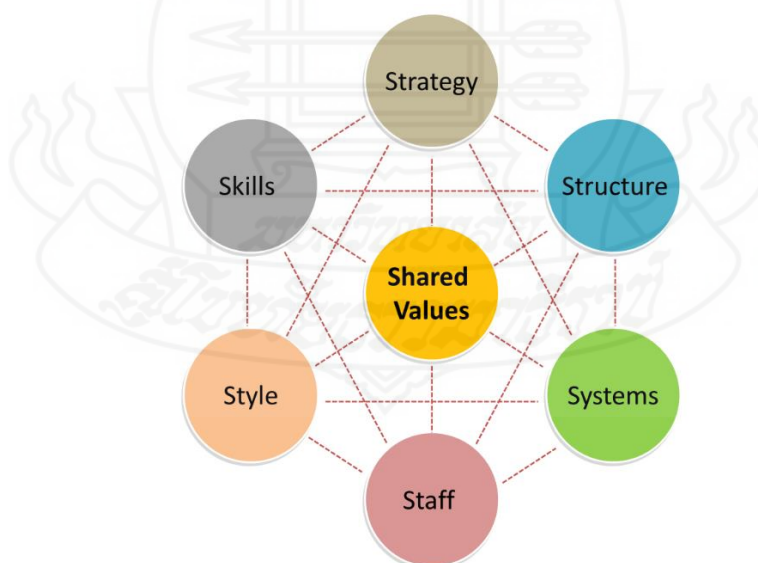 Strategy
Skills
Structure
Shared
Values
Style
Systems
Staff